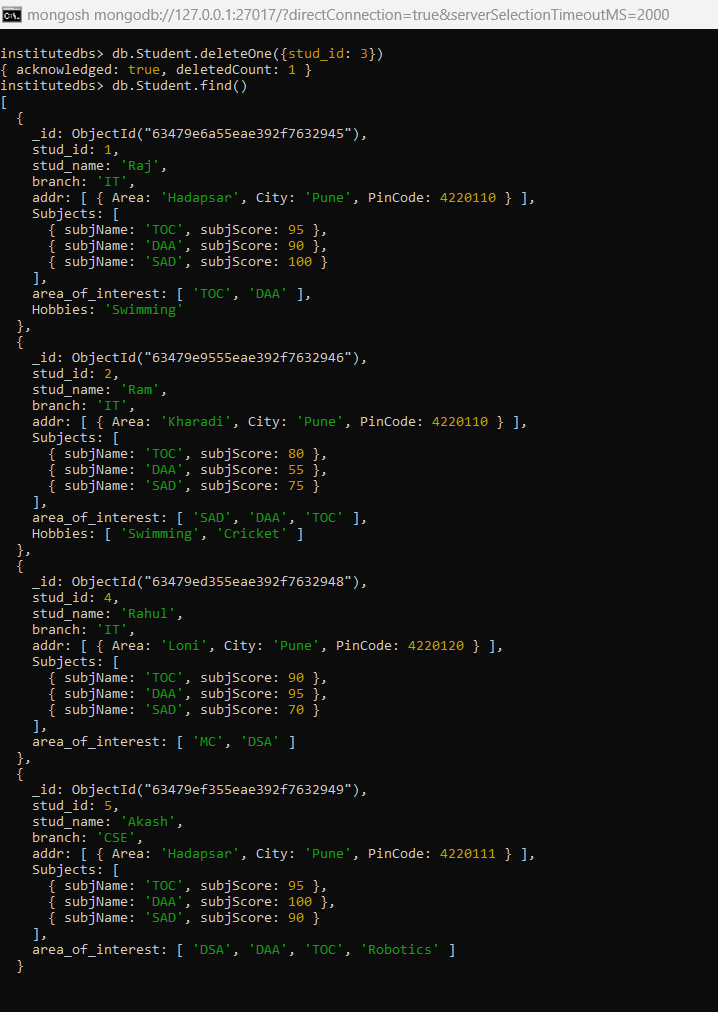 mongosh mongodb://127.0.0.1:27017/?directConnection=true&serverSelectionTimeoutMS=2000
institutedbs> db.Student.deleteOne({stud_id: 3})
{ acknowledged: true, deletedCount: 1 }
institutedbs> db.Student.find()
[
  {
    _id: ObjectId("63479e6a55eae392f7632945"),
    stud_id: 1,
    stud_name: 'Raj',
    branch: 'IT',
    addr: [ { Area: 'Hadapsar', City: 'Pune', PinCode: 4220110 } ],
    Subjects: [
      { subjName: 'TOC', subjScore: 95 },
      { subjName: 'DAA', subjScore: 90 },
      { subjName: 'SAD', subjScore: 100 }
    ],
    area_of_interest: [ 'TOC', 'DAA' ],
    Hobbies: 'Swimming'
  },
  {
    _id: ObjectId("63479e9555eae392f7632946"),
    stud_id: 2,
    stud_name: 'Ram',
    branch: 'IT',
    addr: [ { Area: 'Kharadi', City: 'Pune', PinCode: 4220110 } ],
    Subjects: [
      { subjName: 'TOC', subjScore: 80 },
      { subjName: 'DAA', subjScore: 55 },
      { subjName: 'SAD', subjScore: 75 }
    ],
    area_of_interest: [ 'SAD', 'DAA', 'TOC' ],
    Hobbies: [ 'Swimming', 'Cricket' ]
  },
  {
    _id: ObjectId("63479ed355eae392f7632948"),
    stud_id: 4,
    stud_name: 'Rahul',
    branch: 'IT',
    addr: [ { Area: 'Loni', City: 'Pune', PinCode: 4220120 } ],
    Subjects: [
      { subjName: 'TOC', subjScore: 90 },
      { subjName: 'DAA', subjScore: 95 },
      { subjName: 'SAD', subjScore: 70 }
    ],
    area_of_interest: [ 'MC', 'DSA' ]
  },
  {
    _id: ObjectId("63479ef355eae392f7632949"),
    stud_id: 5,
    stud_name: 'Akash',
    branch: 'CSE',
    addr: [ { Area: 'Hadapsar', City: 'Pune', PinCode: 4220111 } ],
    Subjects: [
      { subjName: 'TOC', subjScore: 95 },
      { subjName: 'DAA', subjScore: 100 },
      { subjName: 'SAD', subjScore: 90 }
    ],
    area_of_interest: [ 'DSA', 'DAA', 'TOC', 'Robotics' ]
  }